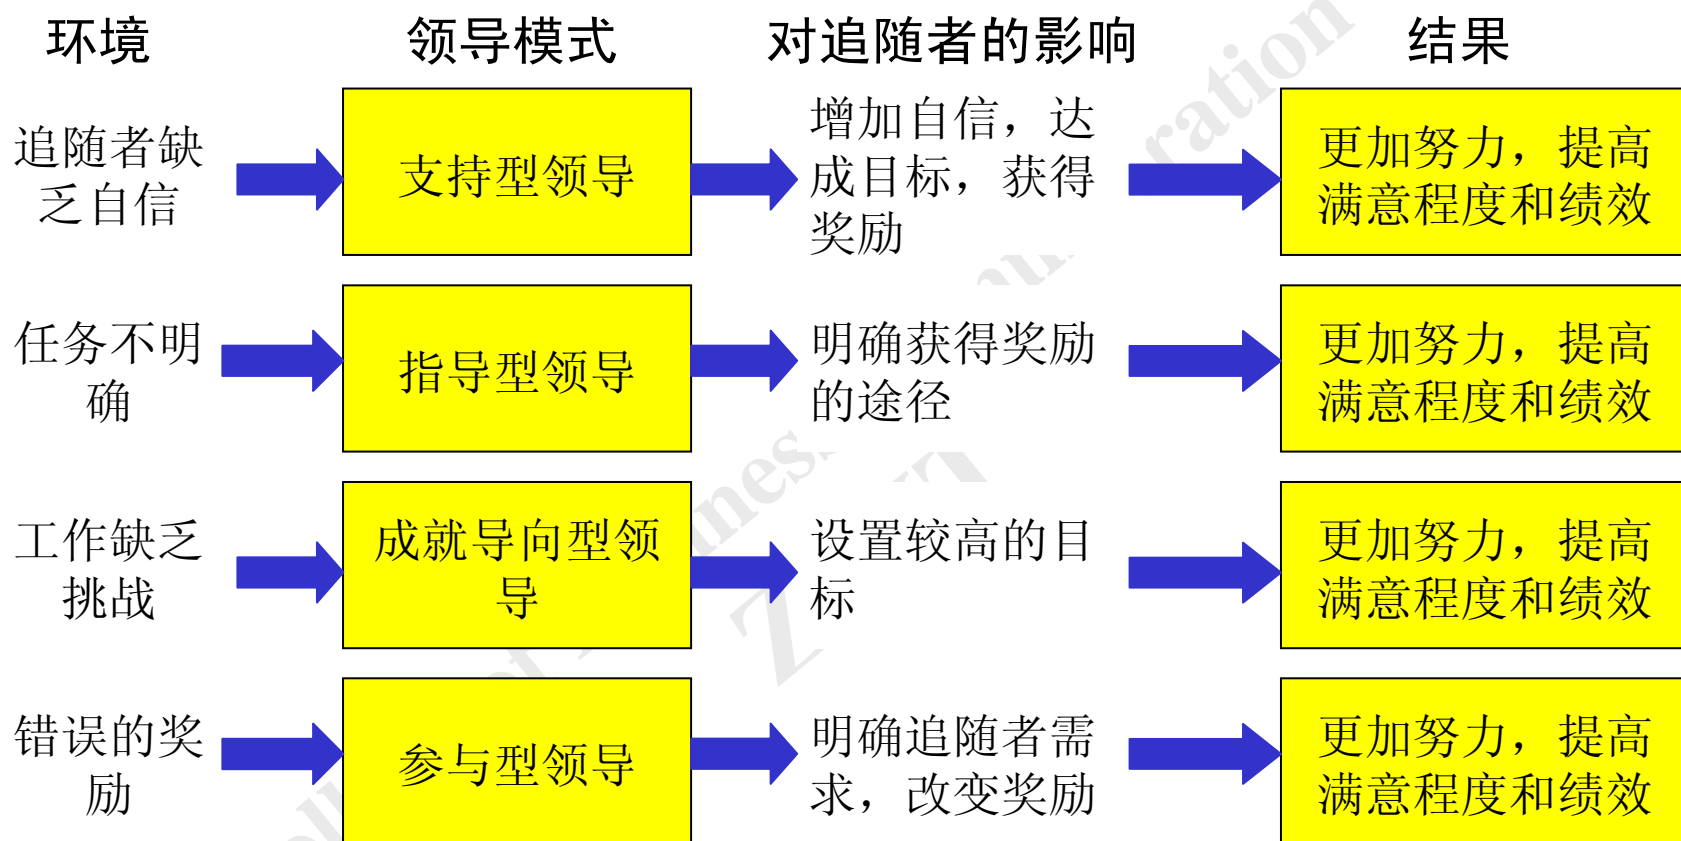 环境
领导模式
对追随者的影响
结果
追随者缺
乏自信
支持型领导
增加自信，达
成目标，获得
奖励
更加努力，提高
满意程度和绩效
任务不明
确
指导型领导
明确获得奖励
的途径
更加努力，提高
满意程度和绩效
工作缺乏
挑战
成就导向型领
导
设置较高的目
标
更加努力，提高
满意程度和绩效
错误的奖
励
参与型领导
明确追随者需
求，改变奖励
更加努力，提高
满意程度和绩效